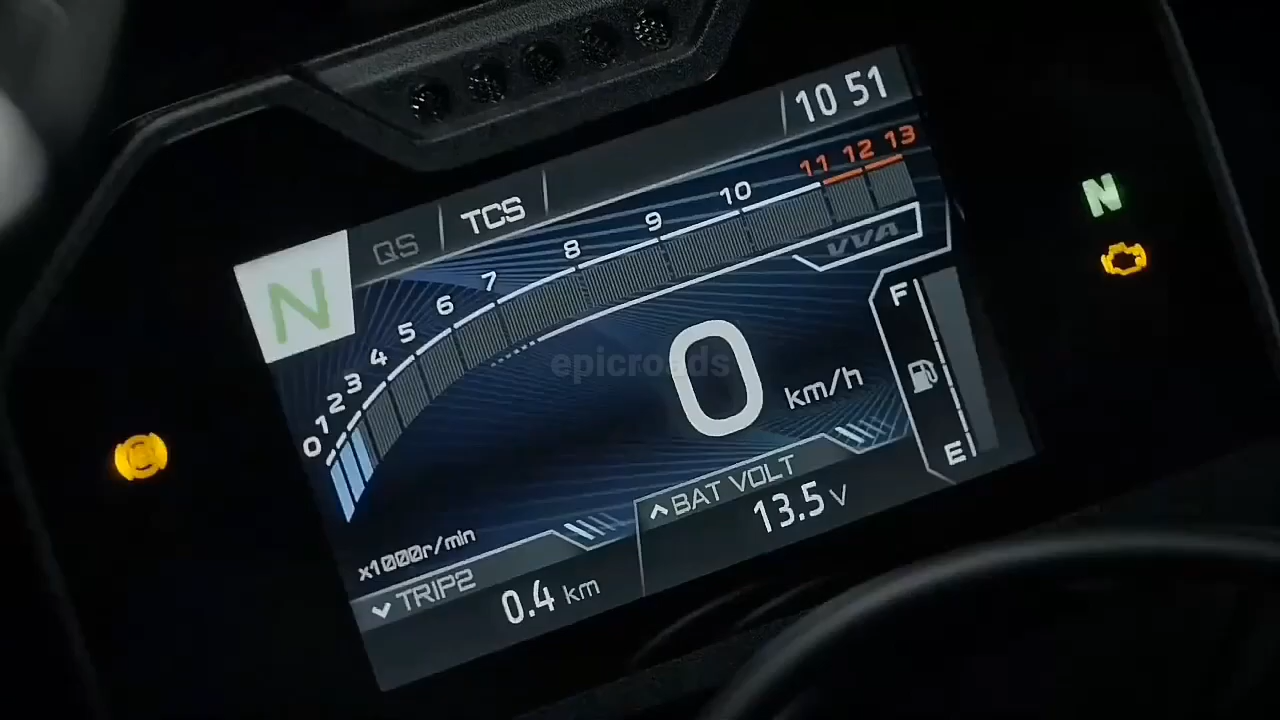 10 51
QS TCS
N
0 1 2 3 4 5 6 7 8 9 10 11 12 13
VVA
N
F
epicroads
0 km/h
E
BAT VOLT
13.5 V
x1000r/min
TRIP2
0.4 km